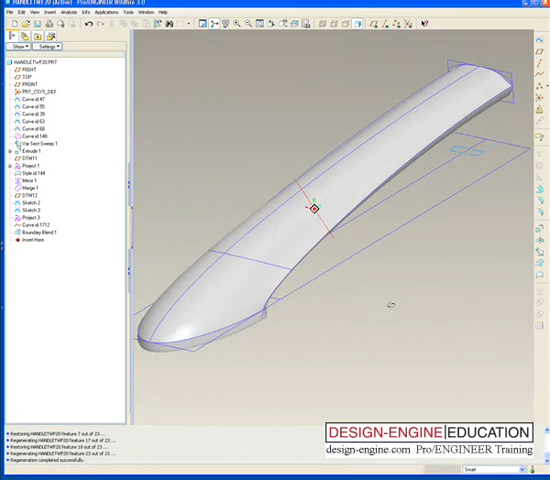 HANDLETWF20 (Active) - Pro/ENGINEER Wildfire 3.0
File Edit View Insert Analysis Info Applications Tools Window Help
Show Settings
HANDLETWF20.PRT
RIGHT
TOP
FRONT
PRT_CSYS_DEF
Curve id 47
Curve id 55
Curve id 39
Curve id 63
Curve id 68
Curve id 148
Var Sect Sweep 1
Extrude 1
DTM11
Project 1
Style id 144
Mirror 1
Merge 1
DTM12
Sketch 2
Sketch 3
Project 3
Curve id 1712
Boundary Blend 1
Insert Here
Restoring HANDLETWF20 feature 7 out of 23 ...
Regenerating HANDLETWF20 feature 17 out of 23 ...
Restoring HANDLETWF20 feature 18 out of 23 ...
Regenerating HANDLETWF20 feature 23 out of 23 ...
Regeneration completed successfully.
DESIGN-ENGINE|EDUCATION
design-engine.com Pro/ENGINEER Training
Smart